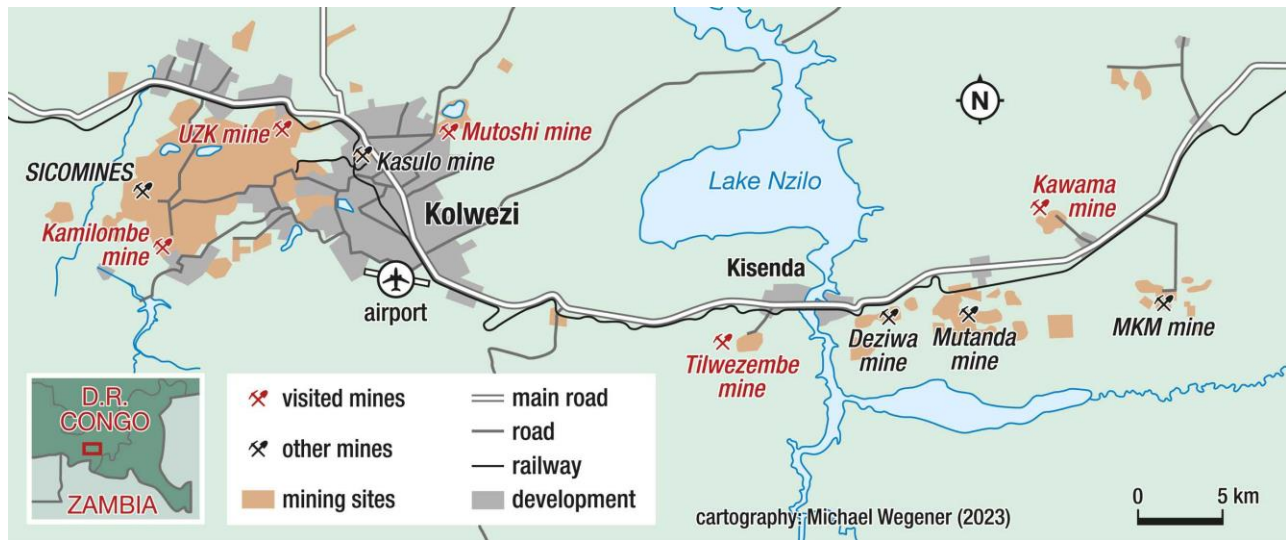 UZK mine
Mutoshi mine
SICOMINES
Kasulo mine
Kolwezi
Kamilombe
mine
airport
N
Lake Nzilo
Kawama
mine
Kisenda
Tilwezembe
mine
Deziwa
mine
Mutanda
mine
MKM mine
D.R.
CONGO
ZAMBIA
visited mines
other mines
mining sites
main road
road
railway
development
cartography: Michael Wegener (2023)
0 5 km